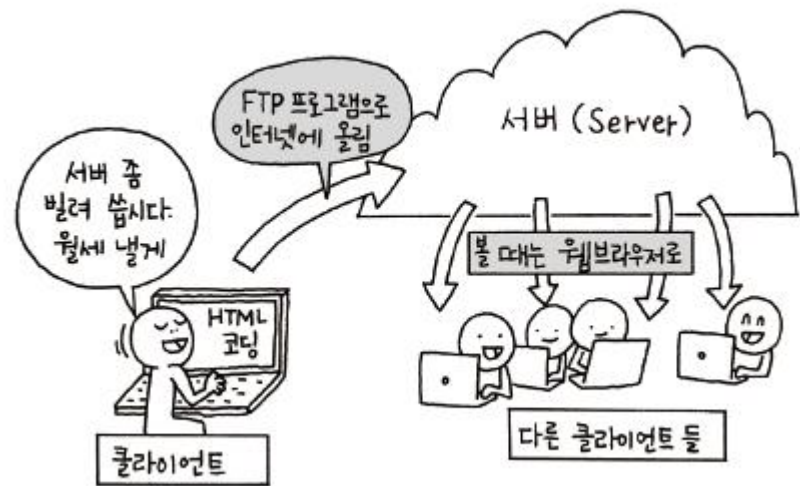 FTP 프로그램으로
인터넷에 올림
서버 (Server)
서버 좀
빌려 씁시다.
월세 낼게
볼 때는 웹브라우저로
HTML
코딩
클라이언트
다른 클라이언트 들